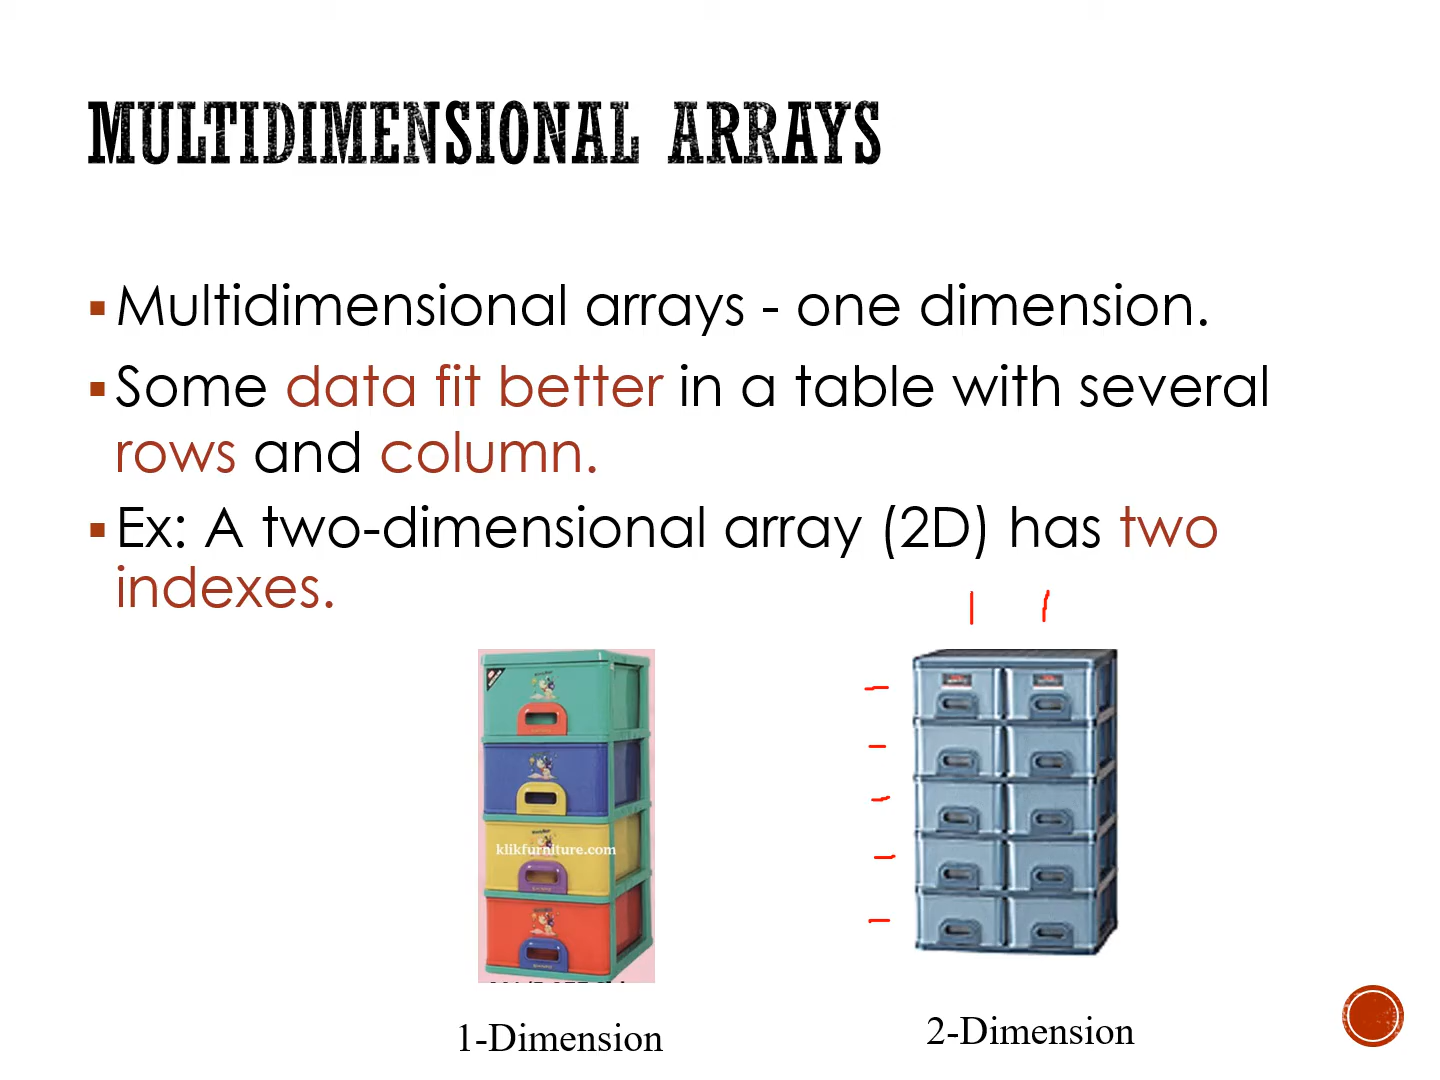 MULTIDIMENSIONAL ARRAYS
▪Multidimensional arrays - one dimension.
▪Some data fit better in a table with several
rows and column.
▪Ex: A two-dimensional array (2D) has two
indexes.
klikfurniture.com
1-Dimension
2-Dimension